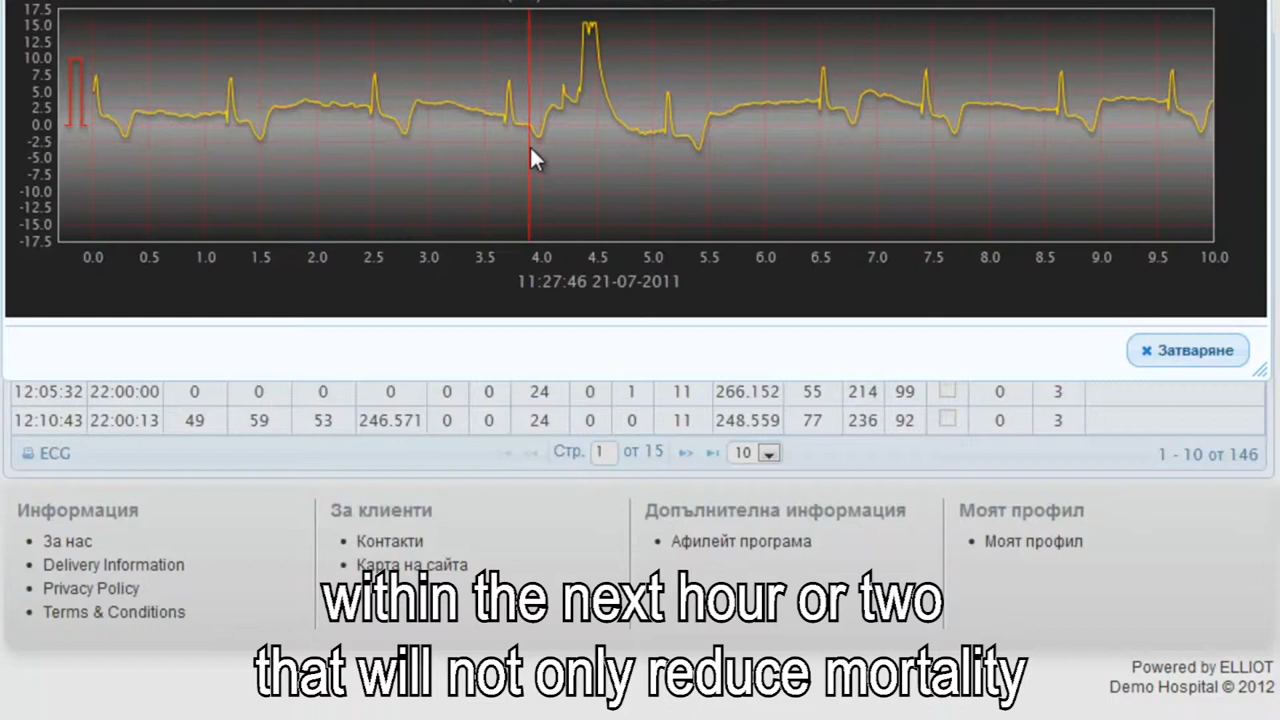 17.5
15.0
12.5
10.0
7.5
5.0
2.5
0.0
-2.5
-5.0
-7.5
-10.0
-12.5
-15.0
-17.5
0.0 0.5 1.0 1.5 2.0 2.5 3.0 3.5 4.0 4.5 5.0 5.5 6.0 6.5 7.0 7.5 8.0 8.5 9.0 9.5 10.0
11:27:46 21-07-2011
Затваряне
12:05:32 22:00:00 0 0 0 0 0 0 24 0 1 11 266.152 55 214 99 0 3
12:10:43 22:00:13 49 59 53 246.571 0 0 24 0 0 11 248.559 77 236 92 0 3
ECG Стр. 1 от 15 10 1 - 10 от 146
Информация
За нас
Delivery Information
Privacy Policy
Terms & Conditions
За клиенти
Контакти
Карта на сайта
Допълнителна информация
Афилейт програма
Моят профил
Моят профил
within the next hour or two
that will not only reduce mortality
Powered by ELLIOT
Demo Hospital © 2012